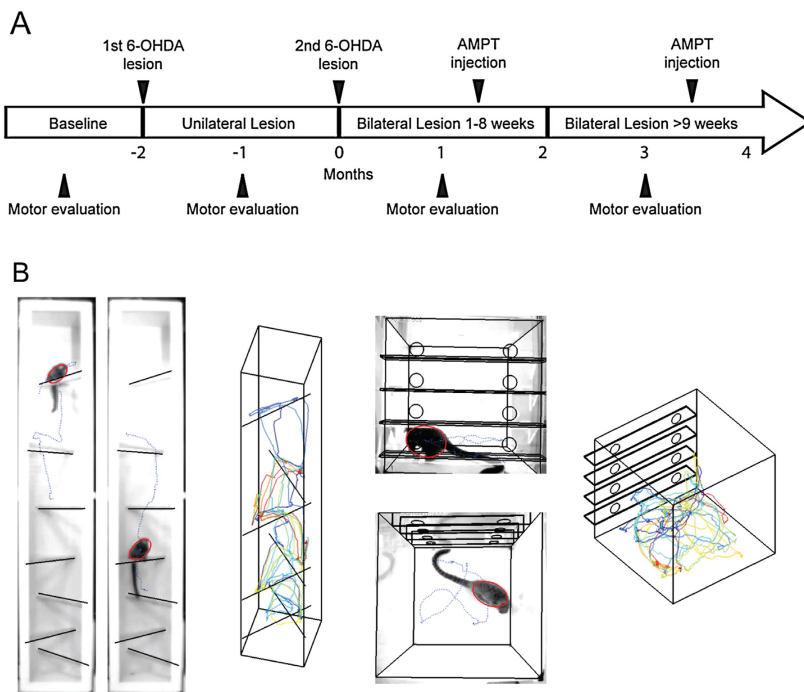 A
1st 6-OHDA
lesion
2nd 6-OHDA
lesion
AMPT
injection
AMPT
injection
Baseline
Unilateral Lesion
Bilateral Lesion 1-8 weeks
Bilateral Lesion >9 weeks
-2
-1
0
1
2
3
4
Months
Motor evaluation
Motor evaluation
Motor evaluation
Motor evaluation
B